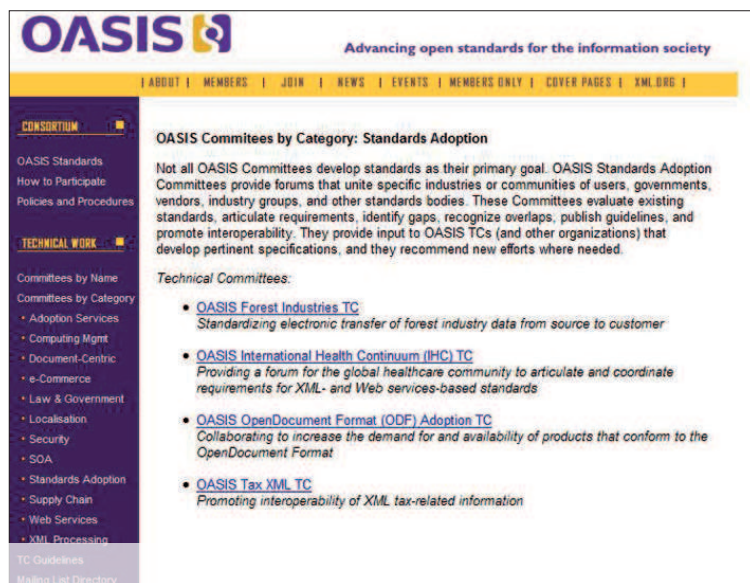 OASIS
Advancing open standards for the information society
| ABOUT | MEMBERS | JOIN | NEWS | EVENTS | MEMBERS ONLY | COVER PAGES | XML.ORG |
CONSORTIUM
OASIS Standards
How to Participate
Policies and Procedures
TECHNICAL WORK
Committees by Name
Committees by Category
• Adoption Services
• Computing Mgmt
• Document-Centric
• e-Commerce
• Law & Government
• Localisation
• Security
• SOA
• Standards Adoption
• Supply Chain
• Web Services
• XML Processing
TC Guidelines
Mailing List Directory
OASIS Commitees by Category: Standards Adoption
Not all OASIS Committees develop standards as their primary goal. OASIS Standards Adoption
Committees provide forums that unite specific industries or communities of users, governments,
vendors, industry groups, and other standards bodies. These Committees evaluate existing
standards, articulate requirements, identify gaps, recognize overlaps, publish guidelines, and
promote interoperability. They provide input to OASIS TCs (and other organizations) that
develop pertinent specifications, and they recommend new efforts where needed.
Technical Committees:
• OASIS Forest Industries TC
Standardizing electronic transfer of forest industry data from source to customer
• OASIS International Health Continuum (IHC) TC
Providing a forum for the global healthcare community to articulate and coordinate
requirements for XML- and Web services-based standards
• OASIS OpenDocument Format (ODF) Adoption TC
Collaborating to increase the demand for and availability of products that conform to the
OpenDocument Format
• OASIS Tax XML TC
Promoting interoperability of XML tax-related information